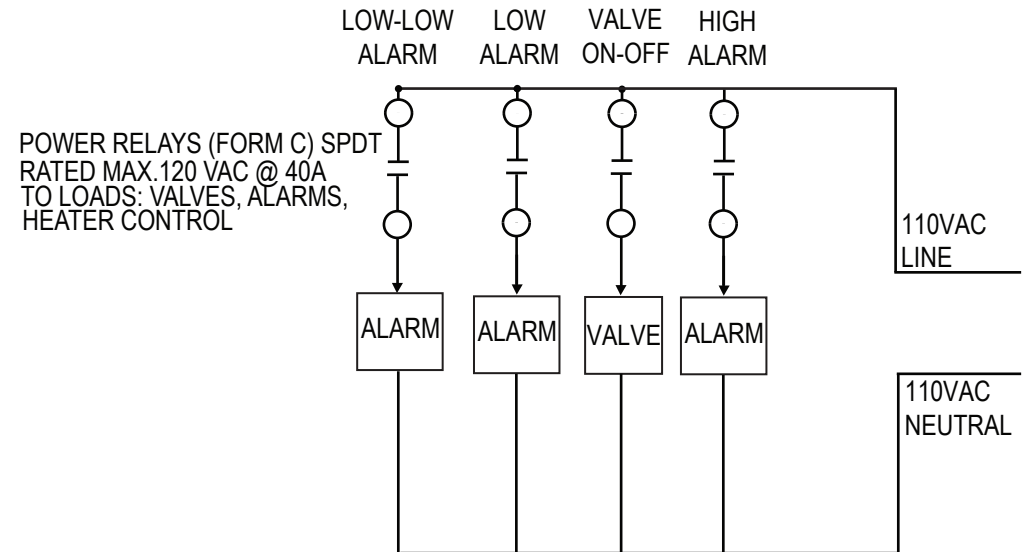 LOW-LOW
ALARM
LOW
ALARM
VALVE
ON-OFF
HIGH
ALARM
POWER RELAYS (FORM C) SPDT
RATED MAX.120 VAC @ 40A
TO LOADS: VALVES, ALARMS,
HEATER CONTROL
110VAC
LINE
ALARM
ALARM
VALVE
ALARM
110VAC
NEUTRAL